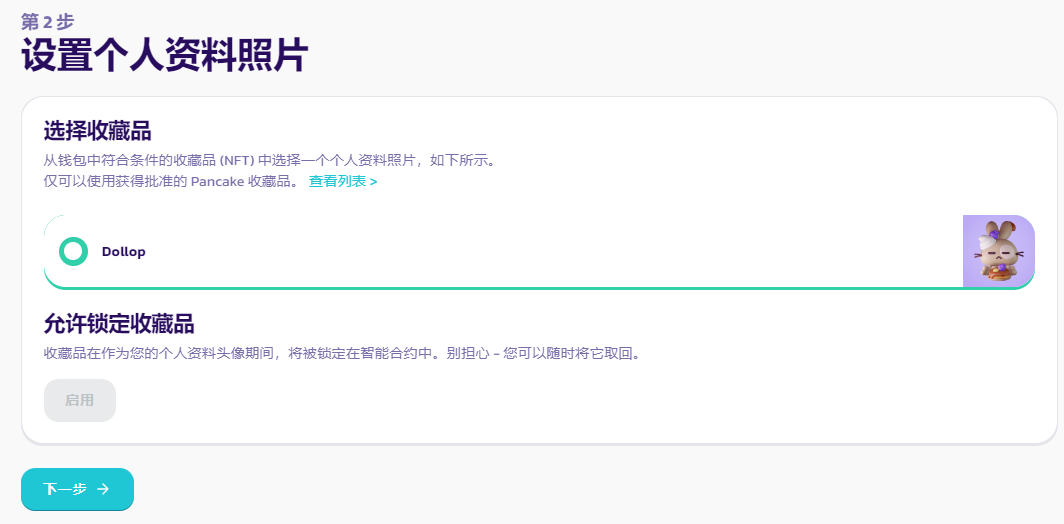 第 2 步
设置个人资料照片
选择收藏品
从钱包中符合条件的收藏品 (NFT) 中选择一个个人资料照片，如下所示。
仅可以使用获得批准的 Pancake 收藏品。 查看列表 >
Dollop
允许锁定收藏品
收藏品在作为您的个人资料头像期间，将被锁定在智能合约中。别担心 – 您可以随时将它取回。
启用
下一步 →